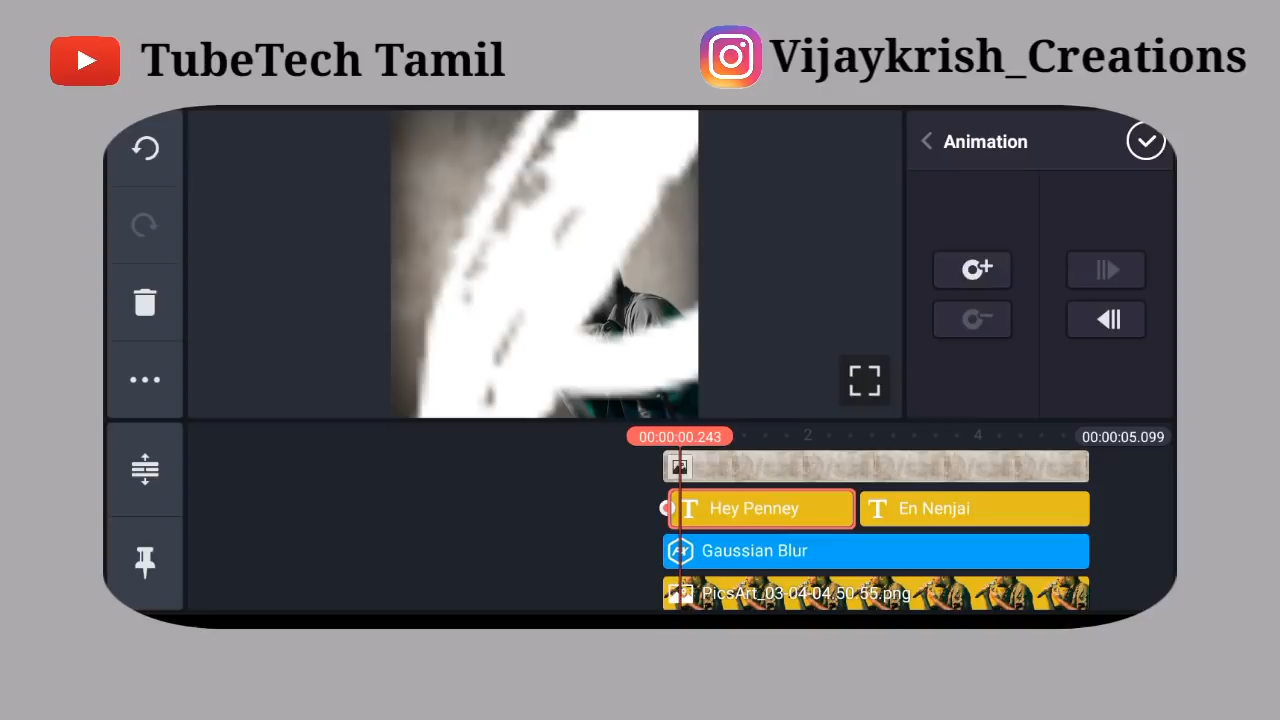 TubeTech Tamil
Vijaykrish_Creations
Animation
00:00:00.243
2
4
00:00:05.099
T Hey Penney
T En Nenjai
Gaussian Blur
PicsArt_03-04-04.50.55.png